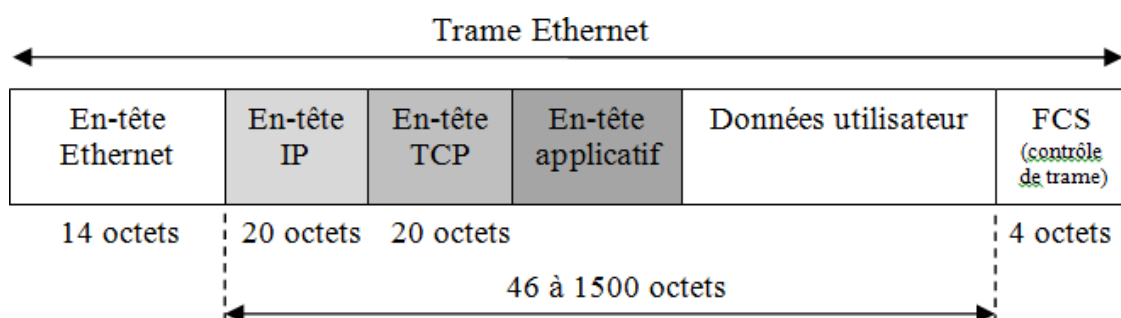 Trame Ethernet
En-tête
Ethernet
En-tête
IP
En-tête
TCP
En-tête
applicatif
Données utilisateur
FCS
(contrôle
de trame)
14 octets
20 octets
20 octets
4 octets
46 à 1500 octets